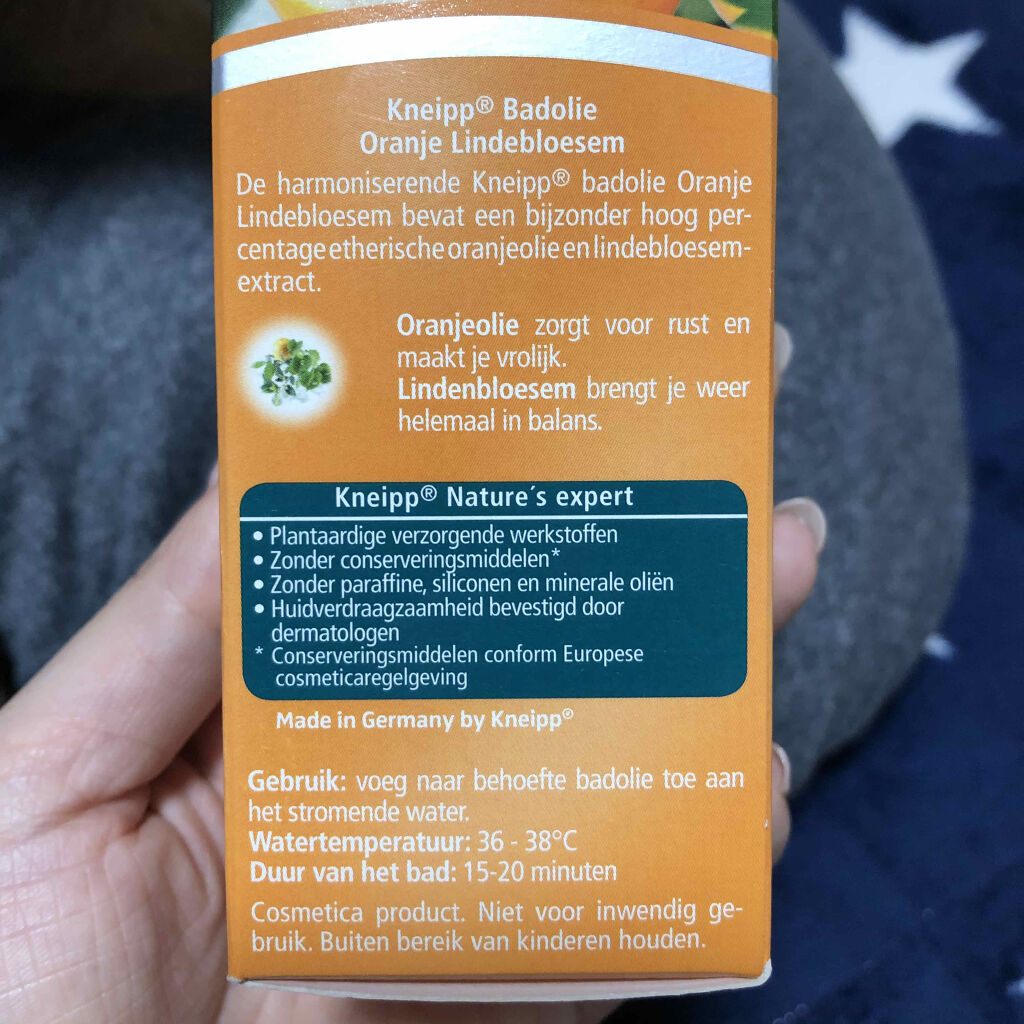 Kneipp® Badolie
Oranje Lindebloesem
De harmoniserende Kneipp® badolie Oranje
Lindebloesem bevat een bijzonder hoog per-
centage etherische oranjeolie en lindebloesem-
extract.
Oranjeolie zorgt voor rust en
maakt je vrolijk.
Lindenbloesem brengt je weer
helemaal in balans.
Kneipp® Nature´s expert
• Plantaardige verzorgende werkstoffen
• Zonder conserveringsmiddelen*
• Zonder paraffine, siliconen en minerale oliën
• Huidverdraagzaamheid bevestigd door
dermatologen
* Conserveringsmiddelen conform Europese
cosmeticaregelgeving
Made in Germany by Kneipp®
Gebruik: voeg naar behoefte badolie toe aan
het stromende water.
Watertemperatuur: 36 - 38°C
Duur van het bad: 15-20 minuten
Cosmetica product. Niet voor inwendig ge-
bruik. Buiten bereik van kinderen houden.